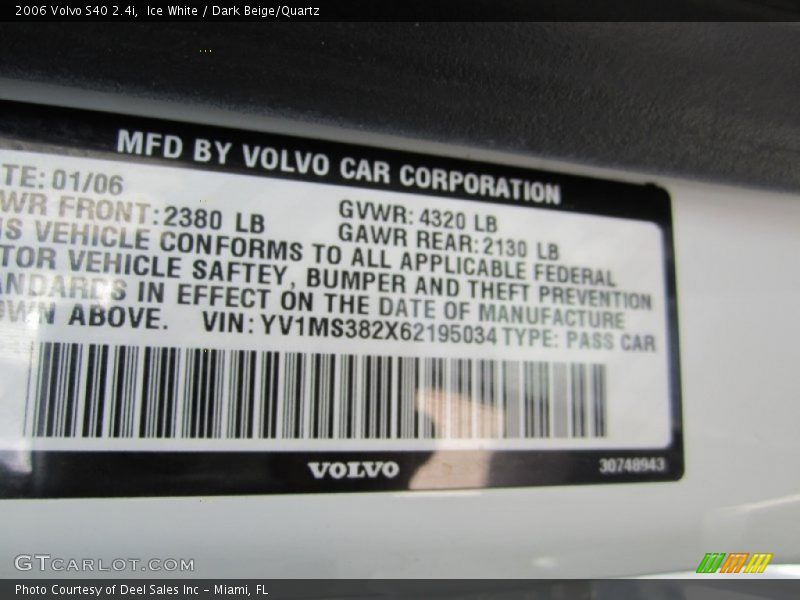 2006 Volvo S40 2.4i, Ice White / Dark Beige/Quartz
MFD BY VOLVO CAR CORPORATION
TE: 01/06
WR FRONT: 2380 LB GVWR: 4320 LB
GAWR REAR: 2130 LB
IS VEHICLE CONFORMS TO ALL APPLICABLE FEDERAL
TOR VEHICLE SAFTEY, BUMPER AND THEFT PREVENTION
ANDARDS IN EFFECT ON THE DATE OF MANUFACTURE
OWN ABOVE. VIN: YV1MS382X62195034 TYPE: PASS CAR
VOLVO
30748943
GTCARLOT.COM
Photo Courtesy of Deel Sales Inc - Miami, FL